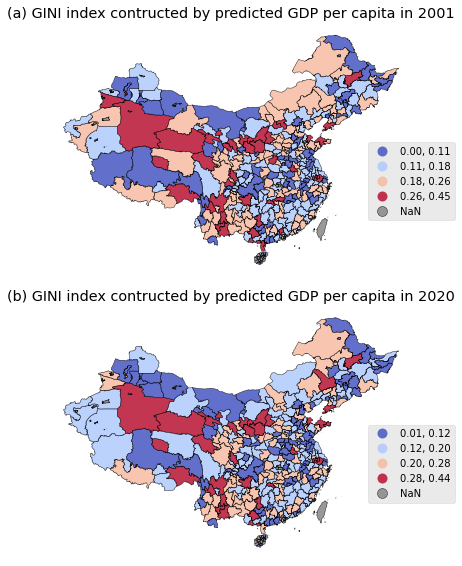 (a) GINI index contructed by predicted GDP per capita in 2001
0.00, 0.11
0.11, 0.18
0.18, 0.26
0.26, 0.45
NaN
(b) GINI index contructed by predicted GDP per capita in 2020
0.01, 0.12
0.12, 0.20
0.20, 0.28
0.28, 0.44
NaN